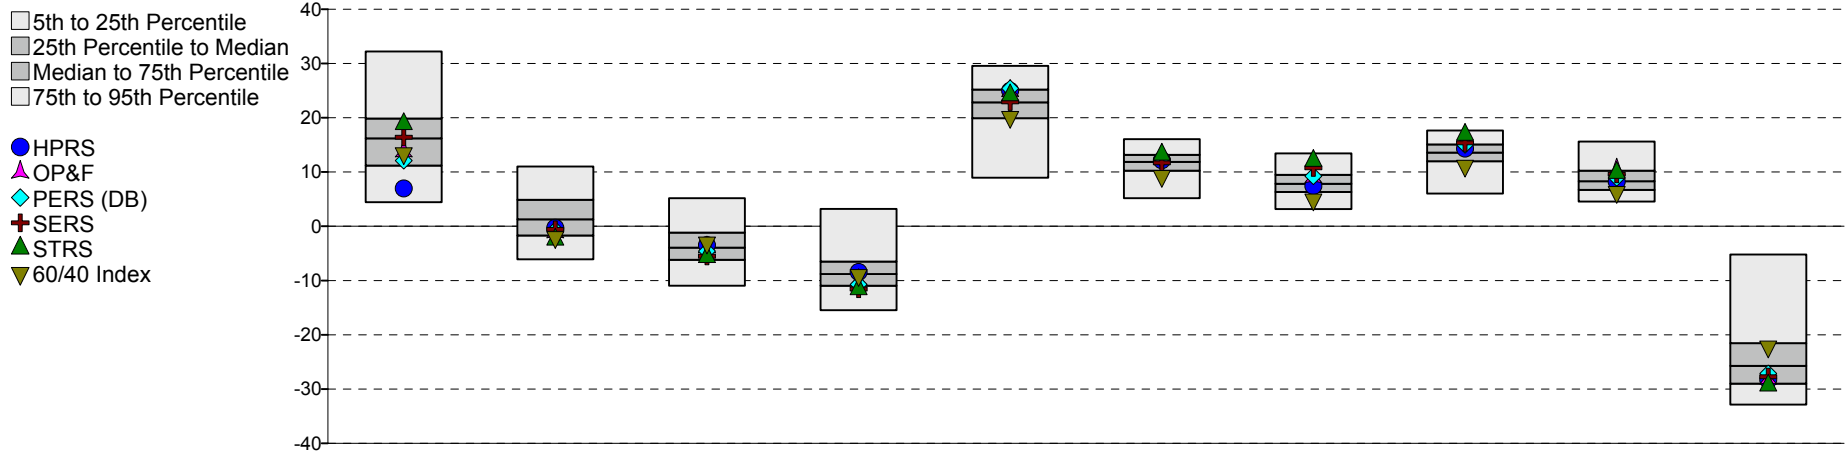 5th to 25th Percentile
25th Percentile to Median
Median to 75th Percentile
75th to 95th Percentile
HPRS
OP&F
PERS (DB)
SERS
STRS
60/40 Index
40
30
20
10
0
-10
-20
-30
-40